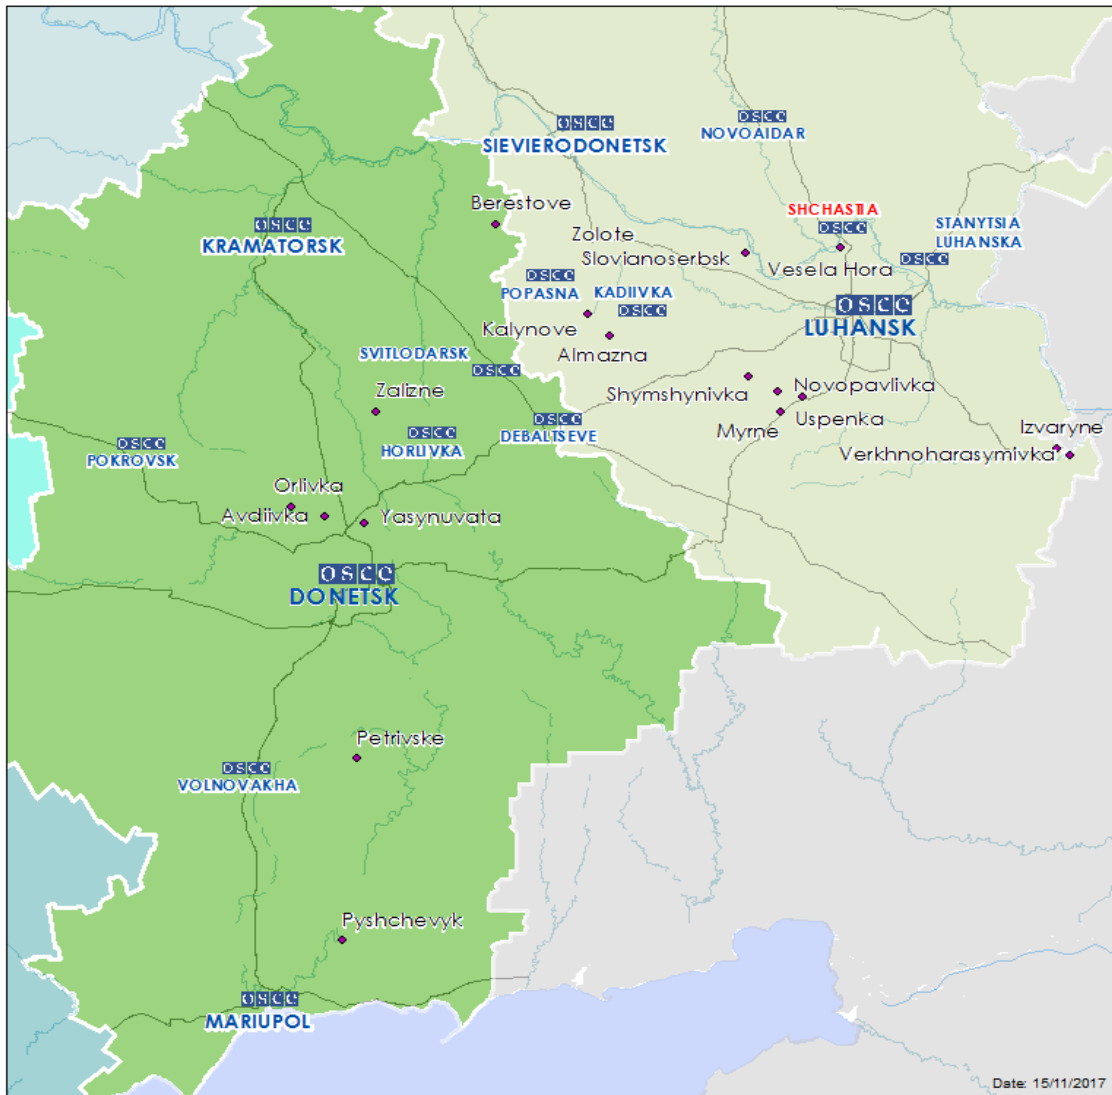 OSCE
SIEVIERODONETSK
OSCE
NOVOAIDAR
Berestove
SHCHASTIA
OSCE
OSCE
KRAMATORSK
Zolote
Slovianoserbsk
Vesela Hora
STANYTSIA
LUHANSKA
OSCE
OSCE
POPASNA
KADIIVKA
OSCE
OSCE
LUHANSK
Kalynove
Almazna
SVITLODARSK
OSCE
Zalizne
Shymshynivka
Novopavlivka
Uspenka
Myrne
OSCE
DEBALTSEVE
OSCE
HORLIVKA
OSCE
POKROVSK
Izvaryne
Verkhnoharasymivka
Orlivka
Avdiivka
Yasynuvata
OSCE
DONETSK
Petrivske
OSCE
VOLNOVAKHA
Pyshchevyk
OSCE
MARIUPOL
Date: 15/11/2017